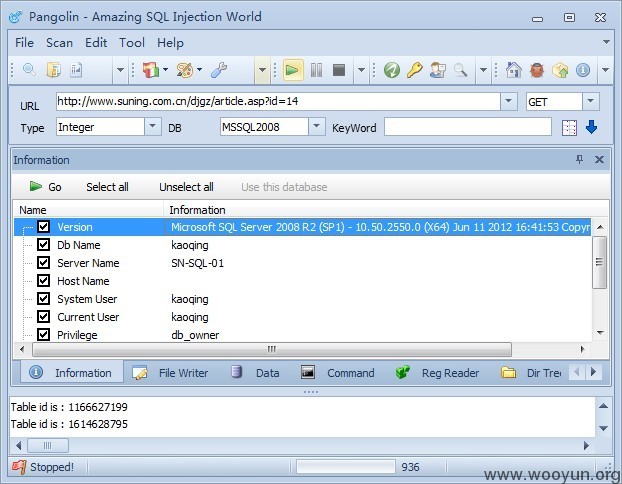 Pangolin - Amazing SQL Injection World
File Scan Edit Tool Help
URL http://www.suning.com.cn/djgz/article.asp?id=14 GET
Type Integer DB MSSQL2008 KeyWord
Information
Go Select all Unselect all Use this database
Name Information
Version Microsoft SQL Server 2008 R2 (SP1) - 10.50.2550.0 (X64) Jun 11 2012 16:41:53 Copyr
Db Name kaoqing
Server Name SN-SQL-01
Host Name
System User kaoqing
Current User kaoqing
Privilege db_owner
Information File Writer Data Command Reg Reader Dir Tree
Table id is : 1166627199
Table id is : 1614628795
Stopped! 936
www.wooyun.org